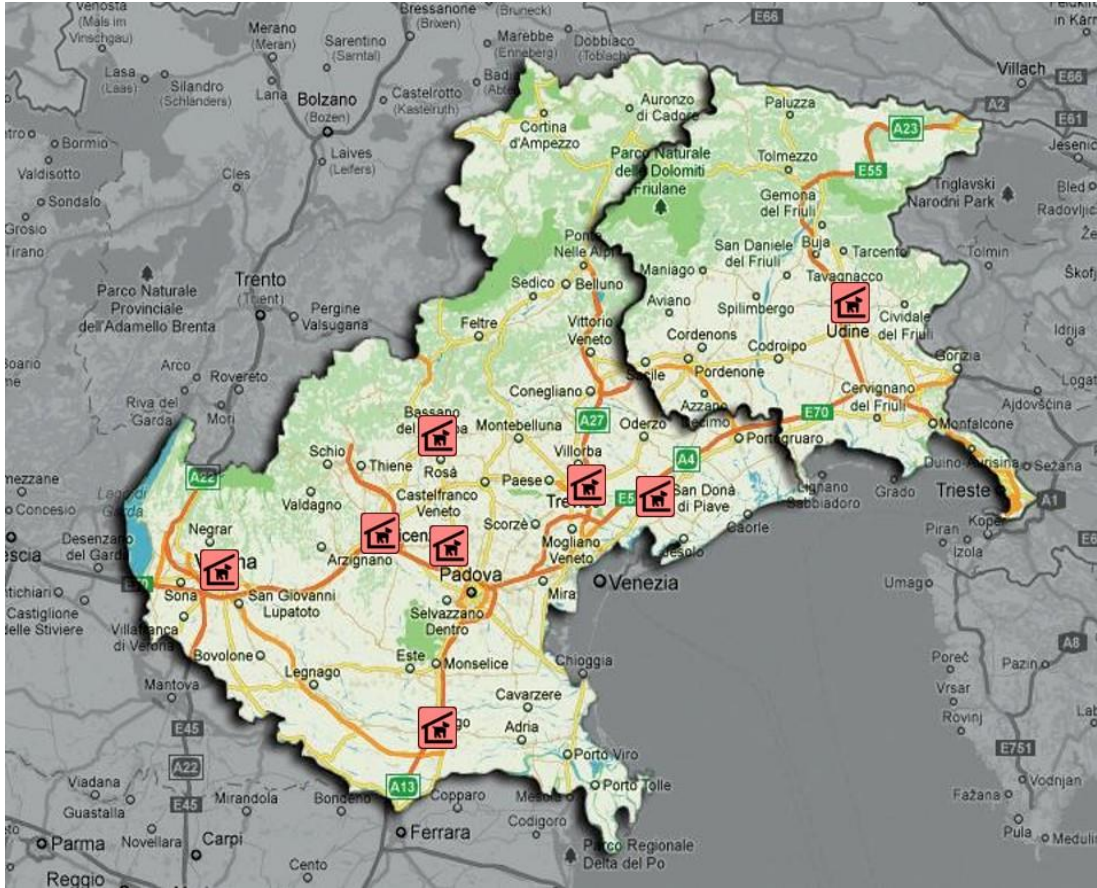 Venosta
(Mals im
Vinschgau)
Merano
(Meran)
Bressanone
(Brixen)
(Bruneck)
E66
Sarentino
(Sarntal)
Marebbe
(Enneberg)
Dobbiaco
(Toblach)
Lasa
(Laas)
Silandro
(Schlanders)
Lana
Bolzano
(Bozen)
Castelrotto
(Kastelruth)
Auronzo
di Cadore
Paluzza
Villach
E66
A2
E61
A23
Cortina
d'Ampezzo
Bormio
Valdisotto
Cles
Laives
(Leifers)
Parco Naturale
delle Dolomiti
Friulane
Tolmezzo
E55
Bled
Sondalo
Grosio
Tirano
Gemona
del Friuli
Triglavski
Narodni Park
Buja
Tarcento
Tolmin
San Daniele
del Friuli
Maniago
Tavagnacco
Trento
(Trient)
Parco Naturale
Provinciale
dell'Adamello Brenta
Pergine
Valsugana
Sedico
Belluno
Aviano
Spilimbergo
Cividale
del Friuli
Udine
Feltre
Vittorio
Veneto
Cordenons
Codroipo
Idrija
Arco
Rovereto
Riva del
Garda
Mori
Pordenone
Gorizia
Conegliano
Cervignano
del Friuli
Ajdovščina
Azzano
Decimo
E70
A27
Oderzo
Bassano
Montebelluna
Portogruaro
Monfalcone
Schio
Thiene
Rosà
Villorba
A4
Duino-Aurisina
Sežana
A22
Valdagno
Castelfranco
Veneto
Paese
San Donà
di Piave
Lignano
Sabbiadoro
Grado
Trieste
A1
Concesio
Negrar
Scorzè
Caorle
Piran
Koper
Izola
Desenzano
del Garda
Arzignano
Mogliano
Veneto
Padova
Venezia
Umag
Sona
San Giovanni
Lupatoto
Mira
Castiglione
delle Stiviere
Selvazzano
Dentro
Villafranca
di Verona
A8
Bovolone
Este
Monselice
Chioggia
Poreč
Pazin
Mantova
Legnago
Cavarzere
Vrsar
Rovinj
E45
Adria
A22
Porto Viro
E751
Viadana
E45
A13
Porto Tolle
Vodnjan
Guastalla
Mirandola
Bondeno
Copparo
Mesola
Fažana
Novellara
Carpi
Ferrara
Codigoro
Pula
Parma
Parco Regionale
Delta del Po
Cento
Reggio